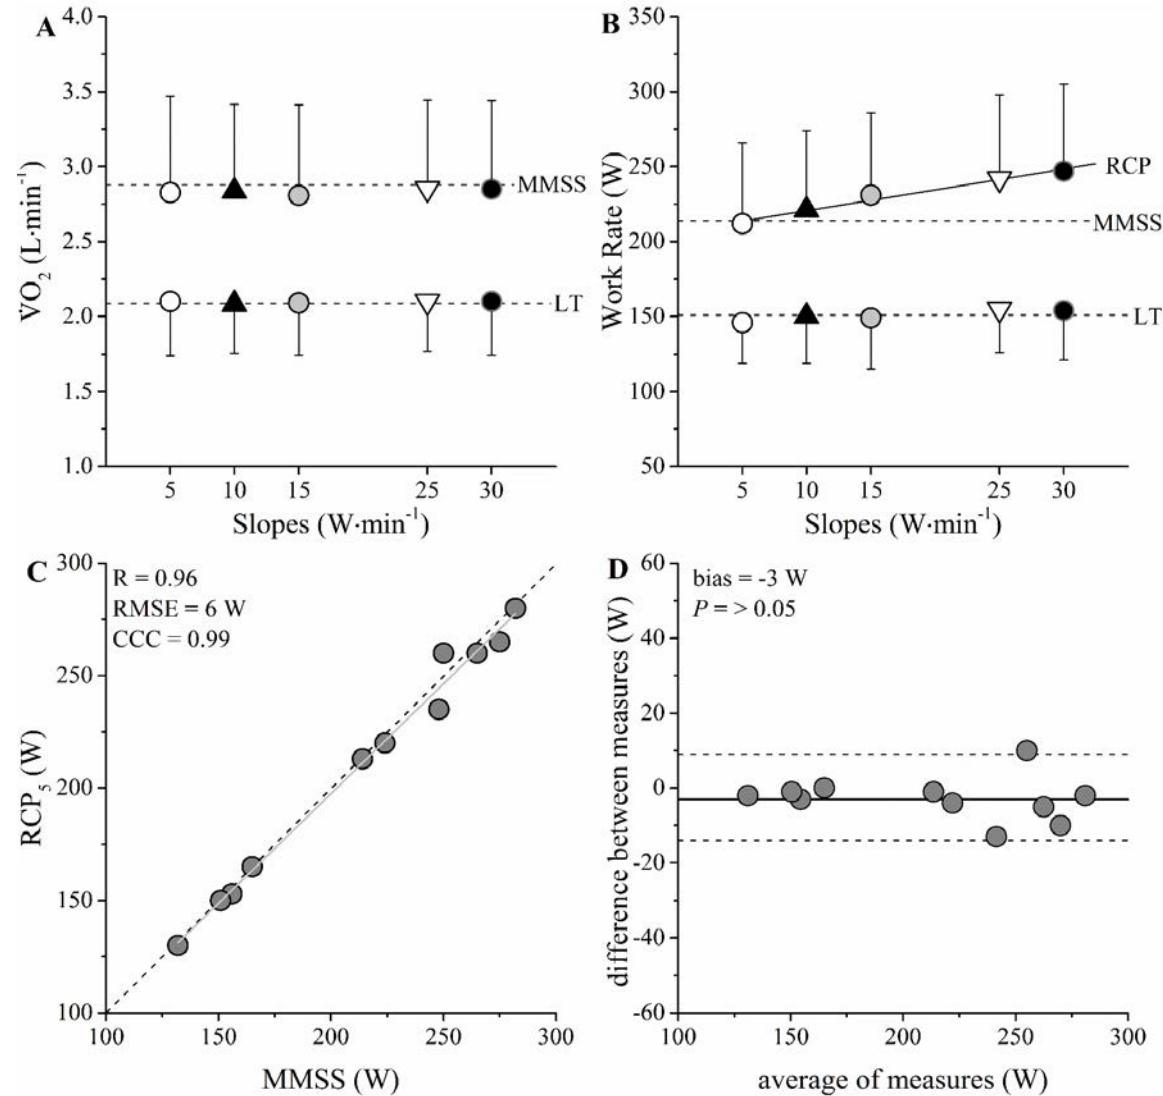 A
4.0
3.5
3.0
2.5
2.0
1.5
1.0
V̇O₂ (L·min⁻¹)
MMSS
LT
5 10 15 25 30
Slopes (W·min⁻¹)
B
350
300
250
200
150
100
50
Work Rate (W)
RCP
MMSS
LT
5 10 15 25 30
Slopes (W·min⁻¹)
C
R = 0.96
RMSE = 6 W
CCC = 0.99
300
250
200
150
100
RCP₅ (W)
100 150 200 250 300
MMSS (W)
D
bias = -3 W
P = > 0.05
60
40
20
0
-20
-40
-60
difference between measures (W)
100 150 200 250 300
average of measures (W)